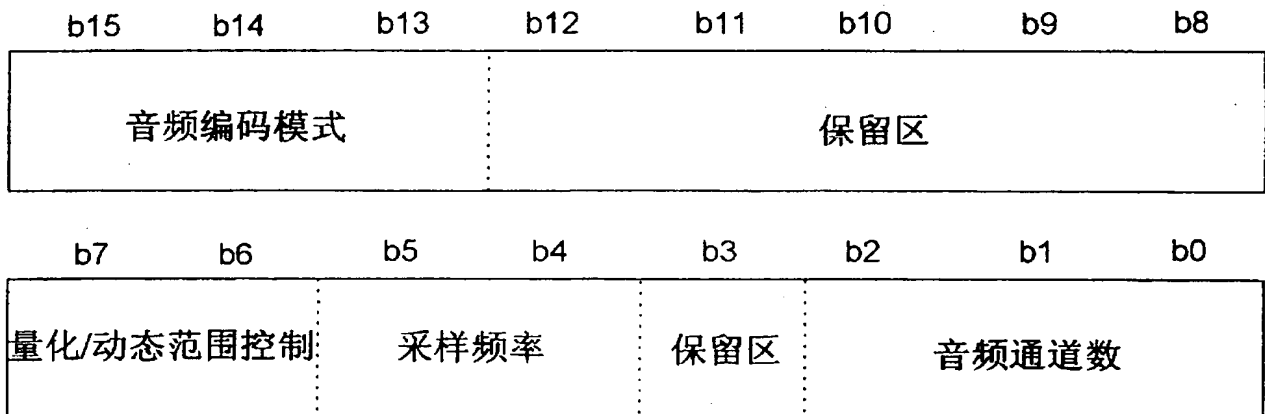 b15 b14 b13 b12 b11 b10 b9 b8
音频编码模式 保留区
b7 b6 b5 b4 b3 b2 b1 b0
量化/动态范围控制 采样频率 保留区 音频通道数